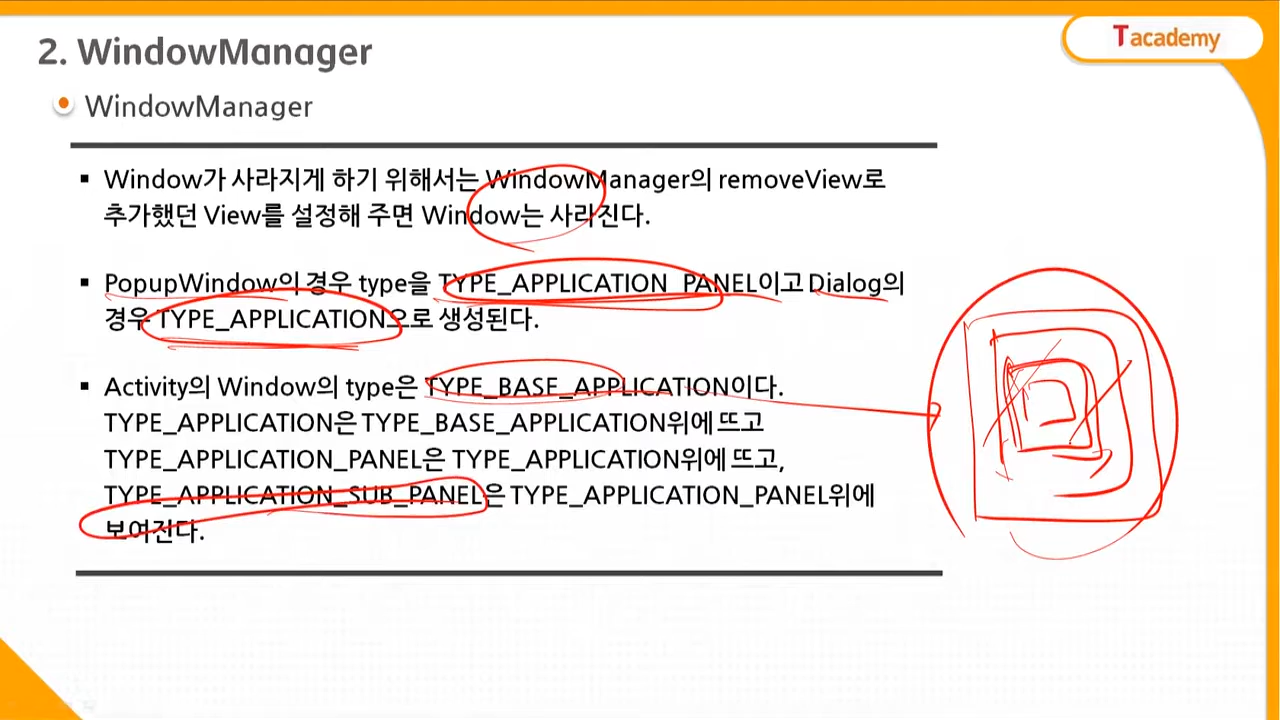 2. WindowManager
Tacademy
WindowManager
▪ Window가 사라지게 하기 위해서는 WindowManager의 removeView로
추가했던 View를 설정해 주면 Window는 사라진다.
▪ PopupWindow의 경우 type을 TYPE_APPLICATION_PANEL이고 Dialog의
경우 TYPE_APPLICATION으로 생성된다.
▪ Activity의 Window의 type은 TYPE_BASE_APPLICATION이다.
TYPE_APPLICATION은 TYPE_BASE_APPLICATION위에 뜨고
TYPE_APPLICATION_PANEL은 TYPE_APPLICATION위에 뜨고,
TYPE_APPLICATION_SUB_PANEL은 TYPE_APPLICATION_PANEL위에
보여진다.